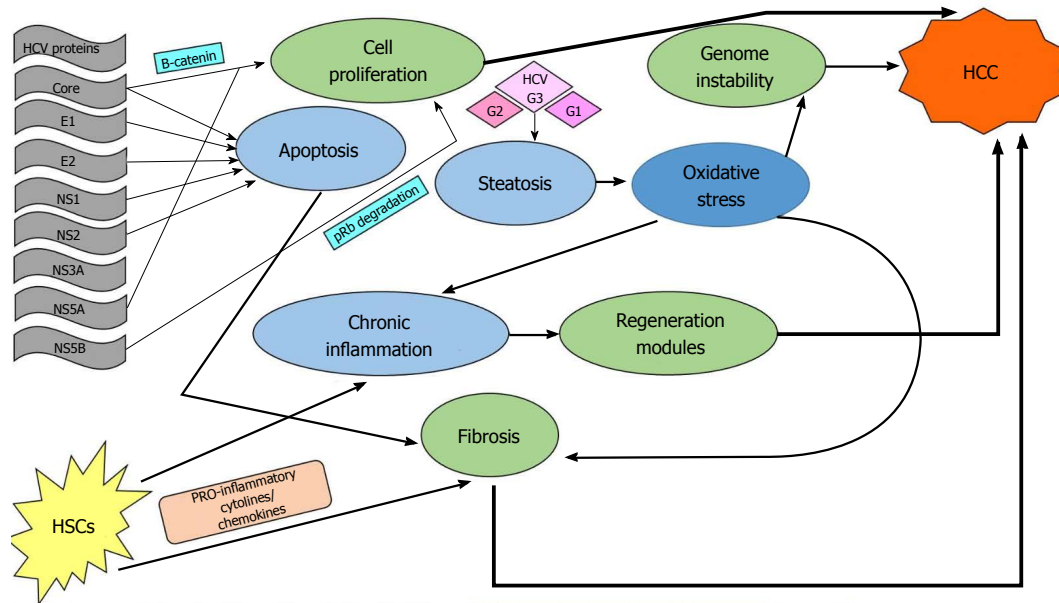 HCV proteins
Core
E1
E2
NS1
NS2
NS3A
NS5A
NS5B
B-catenin
Cell
proliferation
Apoptosis
pRb degradation
HCV
G3
G2
G1
Steatosis
Oxidative
stress
Genome
instability
HCC
Chronic
inflammation
Regeneration
modules
Fibrosis
HSCs
PRO-inflammatory
cytolines/
chemokines